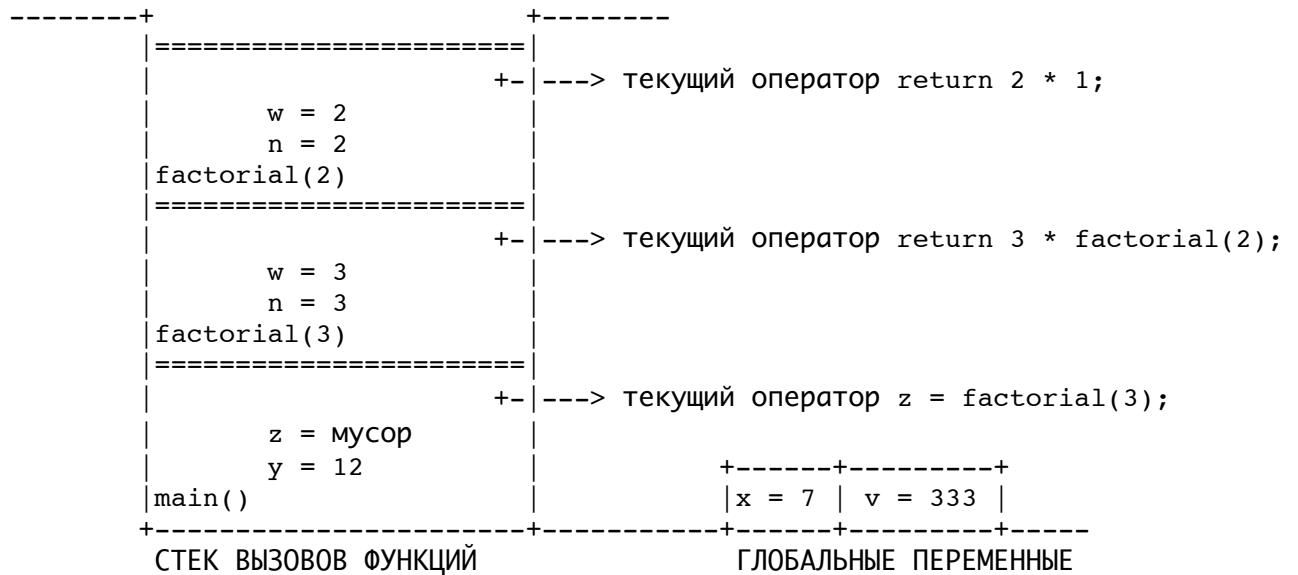 --------+                       +--------
        |=======================|
        |                     +-|---> текущий оператор return 2 * 1;
        |       w = 2           |
        |       n = 2           |
        |factorial(2)           |
        |=======================|
        |                     +-|---> текущий оператор return 3 * factorial(2);
        |       w = 3           |
        |       n = 3           |
        |factorial(3)           |
        |=======================|
        |                     +-|---> текущий оператор z = factorial(3);
        |       z = мусор       |
        |       y = 12          |           +------+---------+
        |main()                 |           |x = 7 | v = 333 |
        +-----------------------+-----------+------+---------+-----
         СТЕК ВЫЗОВОВ ФУНКЦИЙ                ГЛОБАЛЬНЫЕ ПЕРЕМЕННЫЕ